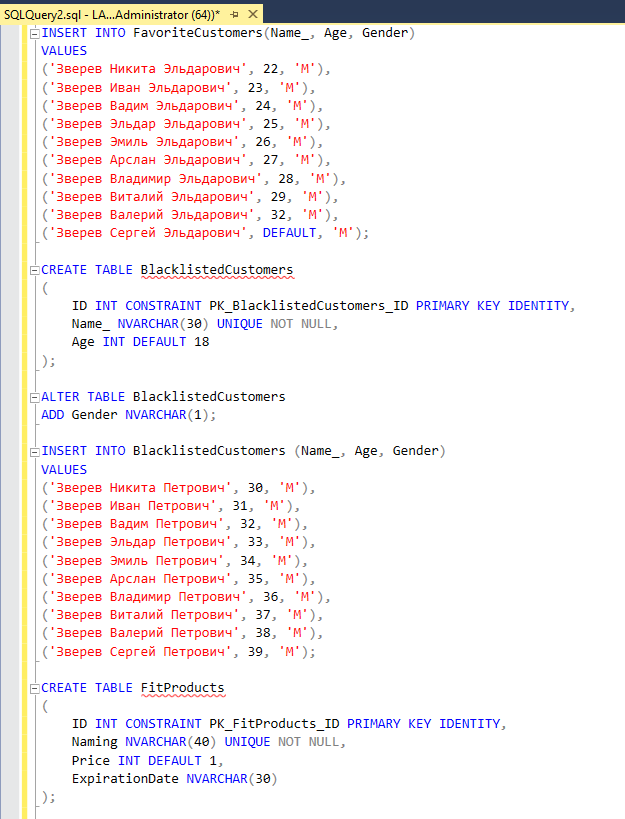 SQLQuery2.sql - LA...Administrator (64))*
INSERT INTO FavoriteCustomers(Name_, Age, Gender)
VALUES
('Зверев Никита Эльдарович', 22, 'М'),
('Зверев Иван Эльдарович', 23, 'М'),
('Зверев Вадим Эльдарович', 24, 'М'),
('Зверев Эльдар Эльдарович', 25, 'М'),
('Зверев Эмиль Эльдарович', 26, 'М'),
('Зверев Арслан Эльдарович', 27, 'М'),
('Зверев Владимир Эльдарович', 28, 'М'),
('Зверев Виталий Эльдарович', 29, 'М'),
('Зверев Валерий Эльдарович', 32, 'М'),
('Зверев Сергей Эльдарович', DEFAULT, 'М');
CREATE TABLE BlacklistedCustomers
(
ID INT CONSTRAINT PK_BlacklistedCustomers_ID PRIMARY KEY IDENTITY,
Name_ NVARCHAR(30) UNIQUE NOT NULL,
Age INT DEFAULT 18
);
ALTER TABLE BlacklistedCustomers
ADD Gender NVARCHAR(1);
INSERT INTO BlacklistedCustomers (Name_, Age, Gender)
VALUES
('Зверев Никита Петрович', 30, 'М'),
('Зверев Иван Петрович', 31, 'М'),
('Зверев Вадим Петрович', 32, 'М'),
('Зверев Эльдар Петрович', 33, 'М'),
('Зверев Эмиль Петрович', 34, 'М'),
('Зверев Арслан Петрович', 35, 'М'),
('Зверев Владимир Петрович', 36, 'М'),
('Зверев Виталий Петрович', 37, 'М'),
('Зверев Валерий Петрович', 38, 'М'),
('Зверев Сергей Петрович', 39, 'М');
CREATE TABLE FitProducts
(
ID INT CONSTRAINT PK_FitProducts_ID PRIMARY KEY IDENTITY,
Naming NVARCHAR(40) UNIQUE NOT NULL,
Price INT DEFAULT 1,
ExpirationDate NVARCHAR(30)
);